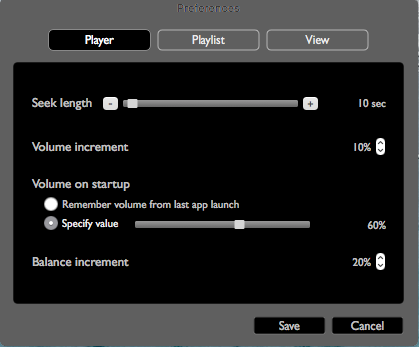 Preferences
Player Playlist View
Seek length - + 10 sec
Volume increment 10%
Volume on startup
Remember volume from last app launch
Specify value 60%
Balance increment 20%
Save Cancel